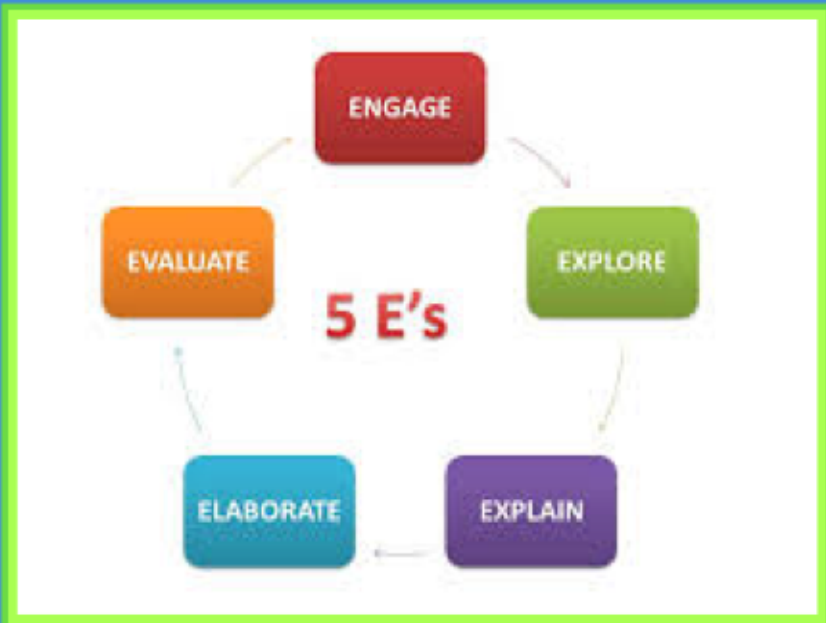 ENGAGE
EXPLORE
EXPLAIN
ELABORATE
EVALUATE
5 E's